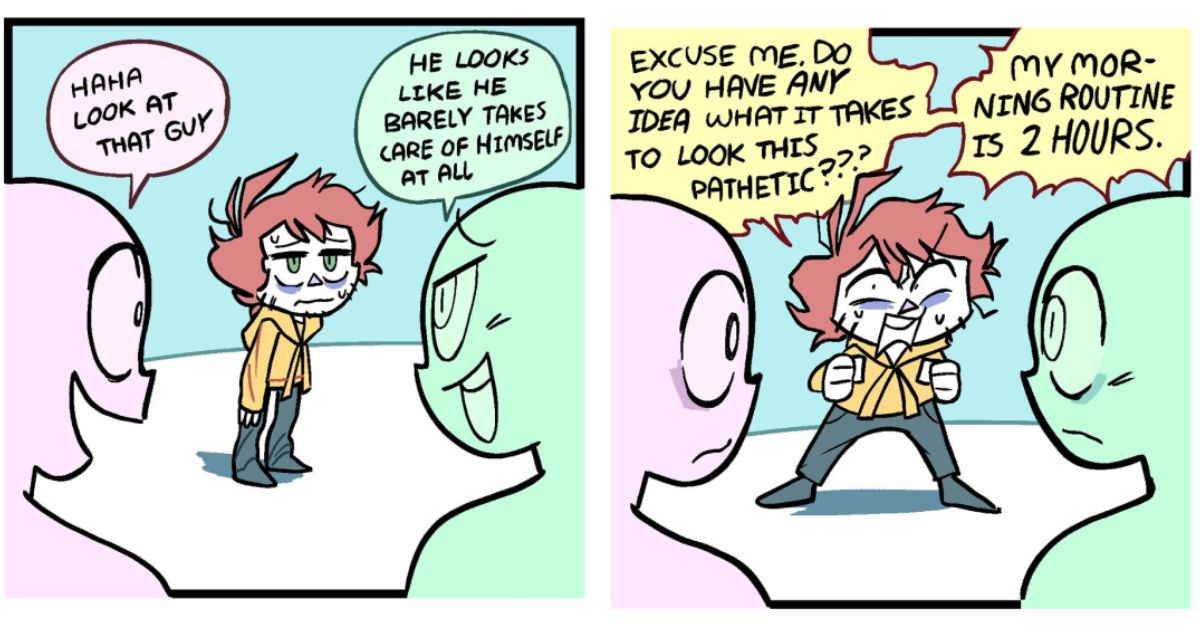 HAHA
LOOK AT
THAT GUY
HE LOOKS
LIKE HE
BARELY TAKES
CARE OF HIMSELF
AT ALL
EXCUSE ME. DO
YOU HAVE ANY
IDEA WHAT IT TAKES
TO LOOK THIS
PATHETIC???
MY MOR-
NING ROUTINE
IS 2 HOURS.